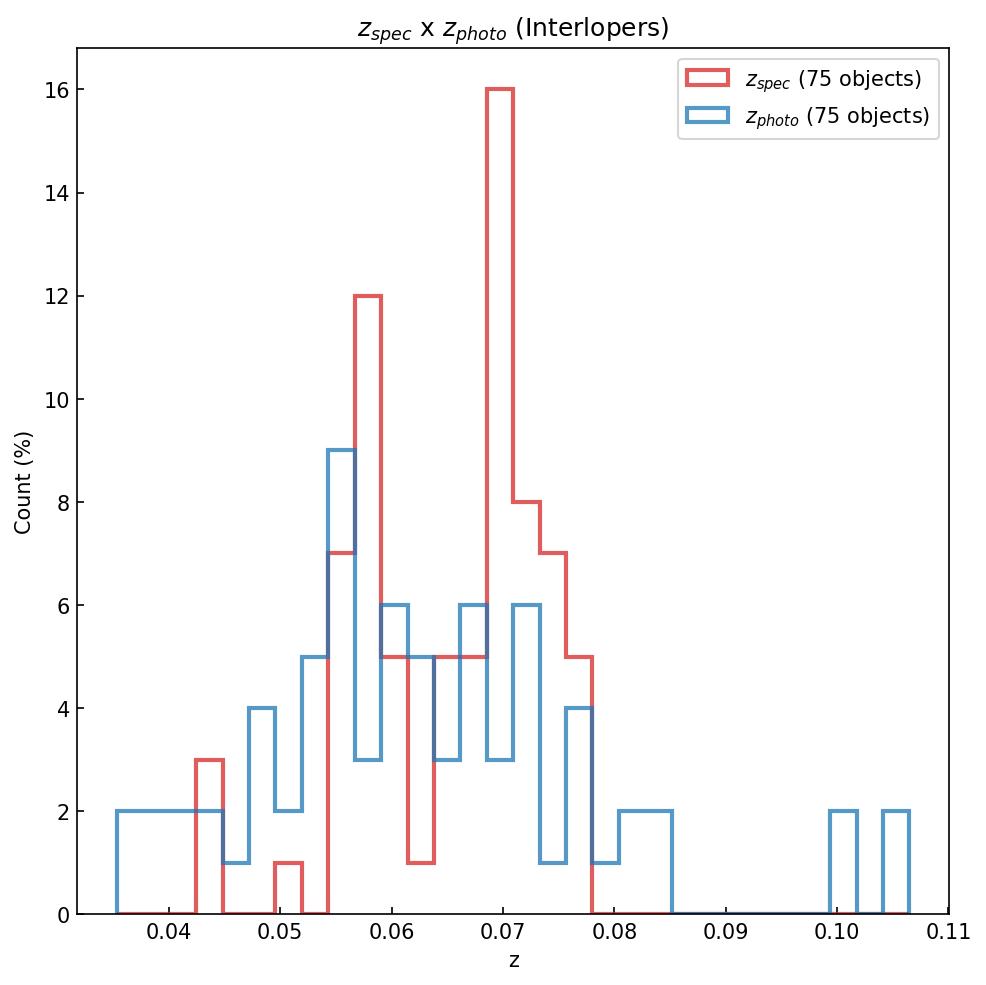 z_spec x z_photo (Interlopers)
z_spec (75 objects)
z_photo (75 objects)
Count (%)
16
14
12
10
8
6
4
2
0
0.04 0.05 0.06 0.07 0.08 0.09 0.10 0.11
z